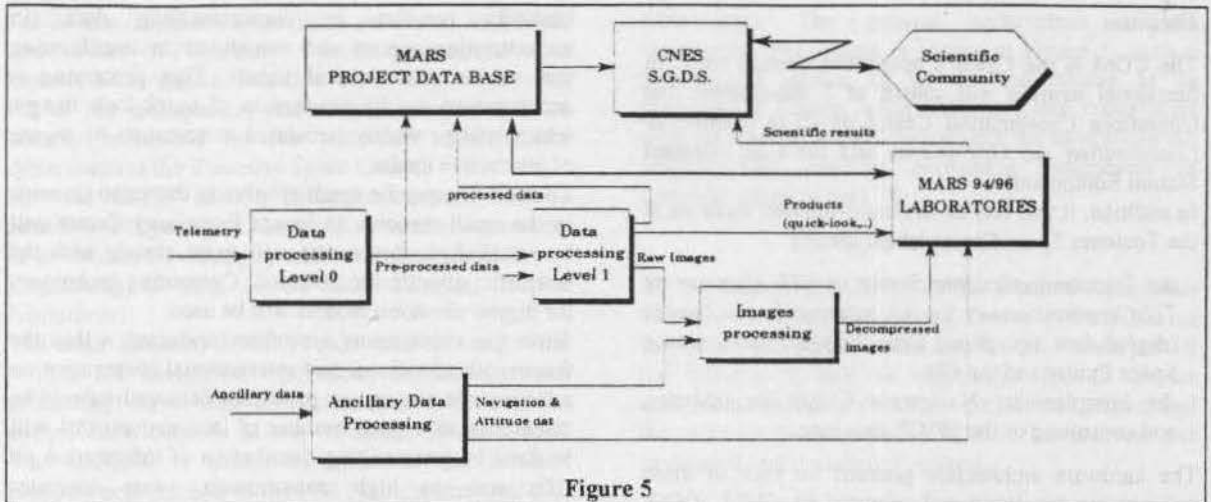 MARS
PROJECT DATA BASE
CNES
S.G.D.S.
Scientific
Community
Scientific results
MARS 94/96
LABORATORIES
processed data
Products
(quick-look,..)
Telemetry
Data
processing
Level 0
Pre-processed data
Data
processing
Level 1
Raw Images
Images
processing
Decompressed
images
Ancillary data
Ancillary Data
Processing
Navigation &
Attitude dat
Figure 5